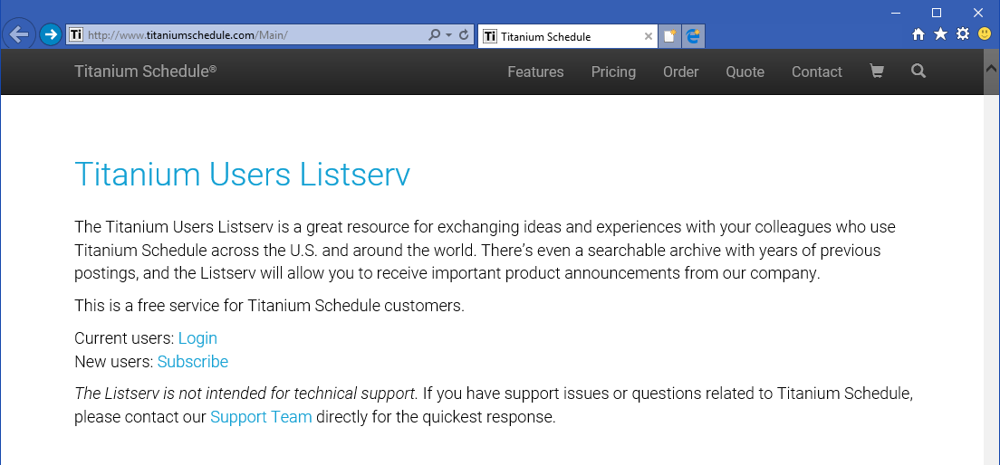 Ti http://www.titaniumschedule.com/Main/
Ti Titanium Schedule
Titanium Schedule® Features Pricing Order Quote Contact
Titanium Users Listserv
The Titanium Users Listserv is a great resource for exchanging ideas and experiences with your colleagues who use
Titanium Schedule across the U.S. and around the world. There’s even a searchable archive with years of previous
postings, and the Listserv will allow you to receive important product announcements from our company.
This is a free service for Titanium Schedule customers.
Current users: Login
New users: Subscribe
The Listserv is not intended for technical support. If you have support issues or questions related to Titanium Schedule,
please contact our Support Team directly for the quickest response.